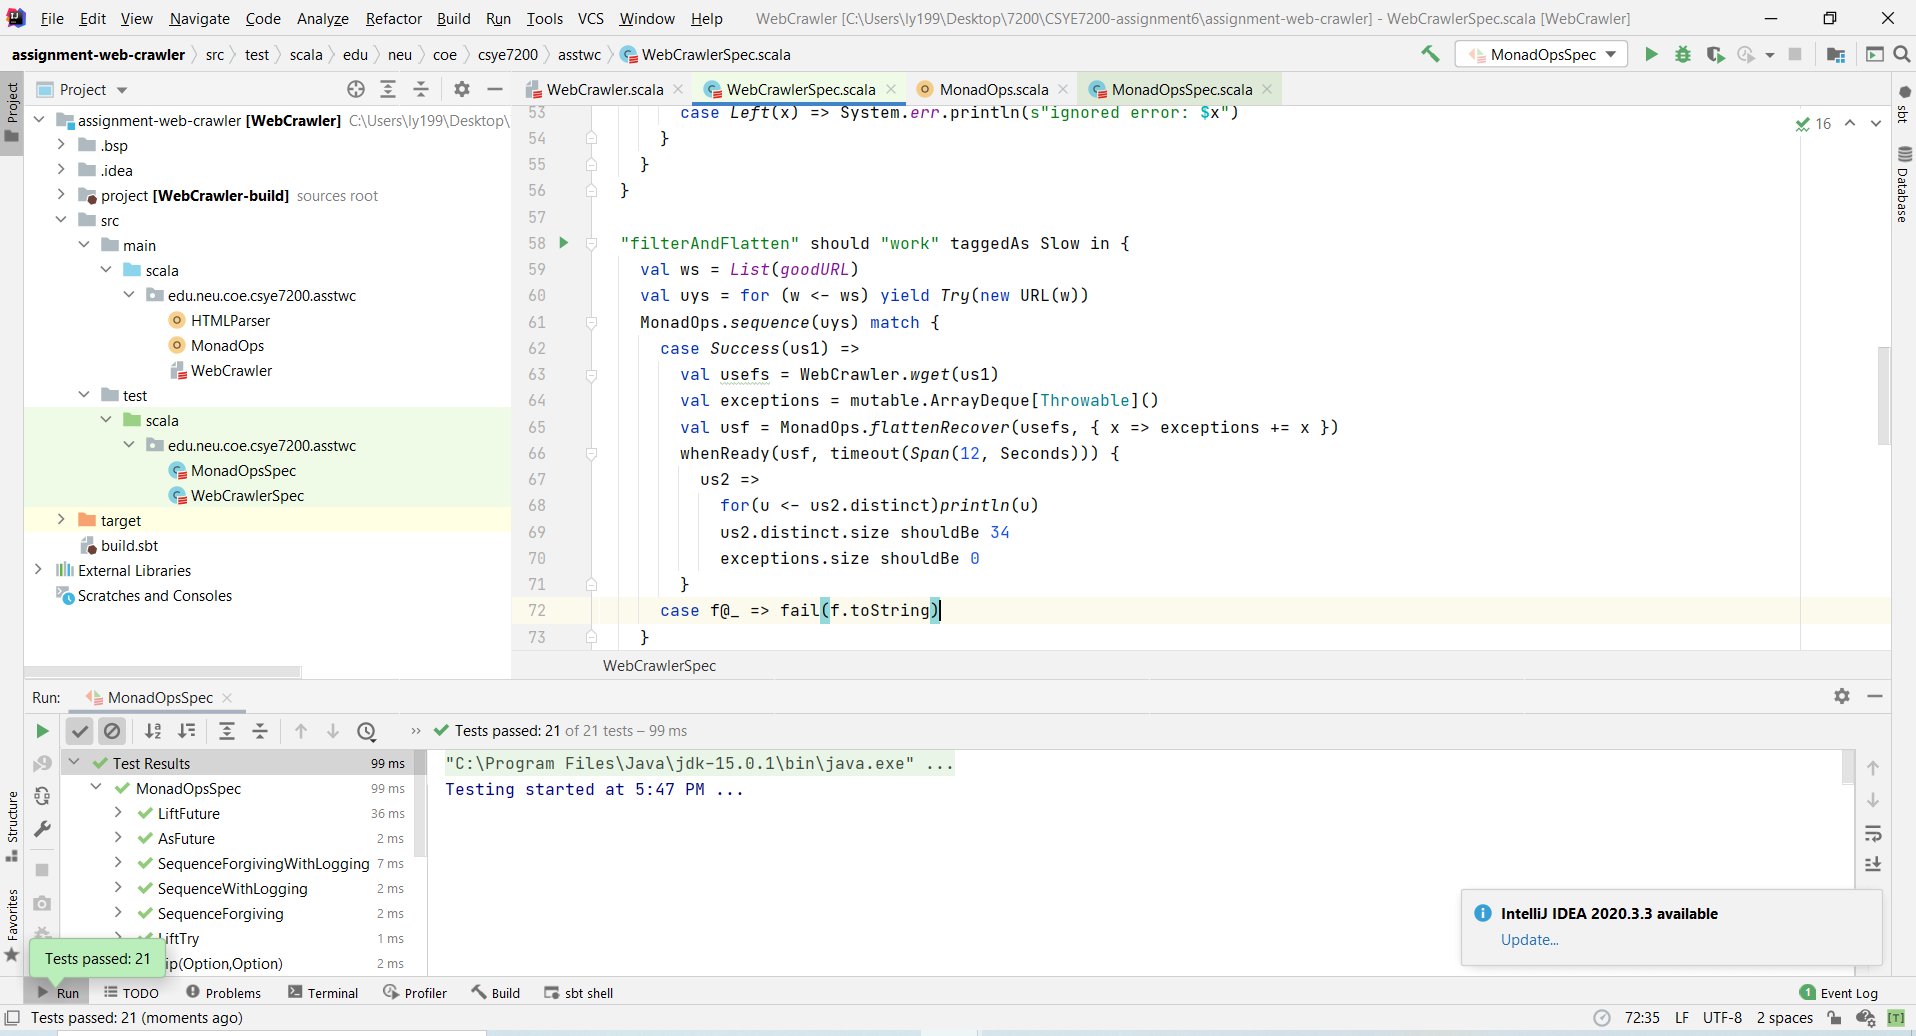 File Edit View Navigate Code Analyze Refactor Build Run Tools VCS Window Help WebCrawler [C:\Users\ly199\Desktop\7200\CSYE7200-assignment6\assignment-web-crawler] - WebCrawlerSpec.scala [WebCrawler]
assignment-web-crawler src test scala edu neu coe csye7200 asstwc WebCrawlerSpec.scala MonadOpsSpec
Project
Project
WebCrawler.scala WebCrawlerSpec.scala MonadOps.scala MonadOpsSpec.scala
sbt
Database
assignment-web-crawler [WebCrawler] C:\Users\ly199\Desktop\
.bsp
.idea
project [WebCrawler-build] sources root
src
main
scala
edu.neu.coe.csye7200.asstwc
HTMLParser
MonadOps
WebCrawler
test
scala
edu.neu.coe.csye7200.asstwc
MonadOpsSpec
WebCrawlerSpec
target
build.sbt
External Libraries
Scratches and Consoles
16
53 case Left(x) => System.err.println(s"ignored error: $x")
54 }
55 }
56 }
57
58 "filterAndFlatten" should "work" taggedAs Slow in {
59 val ws = List(goodURL)
60 val uys = for (w <- ws) yield Try(new URL(w))
61 MonadOps.sequence(uys) match {
62 case Success(us1) =>
63 val usefs = WebCrawler.wget(us1)
64 val exceptions = mutable.ArrayDeque[Throwable]()
65 val usf = MonadOps.flattenRecover(usefs, { x => exceptions += x })
66 whenReady(usf, timeout(Span(12, Seconds))) {
67 us2 =>
68 for(u <- us2.distinct)println(u)
69 us2.distinct.size shouldBe 34
70 exceptions.size shouldBe 0
71 }
72 case f@_ => fail(f.toString)
73 }
WebCrawlerSpec
Run: MonadOpsSpec
Tests passed: 21 of 21 tests – 99 ms
Test Results 99 ms
MonadOpsSpec 99 ms
LiftFuture 36 ms
AsFuture 2 ms
SequenceForgivingWithLogging 7 ms
SequenceWithLogging 2 ms
SequenceForgiving 2 ms
LiftTry 1 ms
ip(Option,Option) 2 ms
"C:\Program Files\Java\jdk-15.0.1\bin\java.exe" ...
Testing started at 5:47 PM ...
Structure
Favorites
Tests passed: 21
IntelliJ IDEA 2020.3.3 available
Update...
Run TODO Problems Terminal Profiler Build sbt shell 1 Event Log
Tests passed: 21 (moments ago) 72:35 LF UTF-8 2 spaces [T]